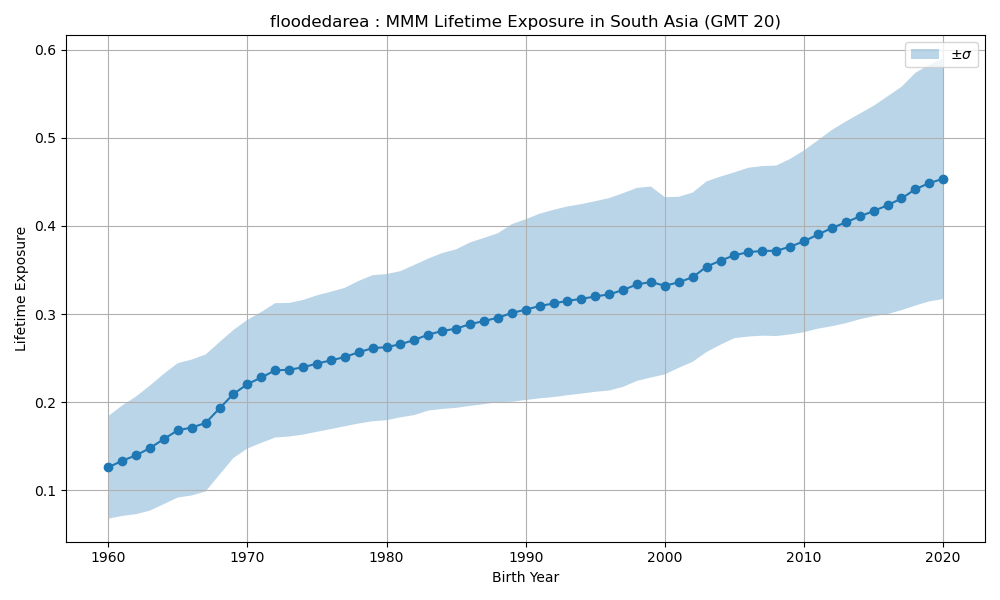 floodedarea : MMM Lifetime Exposure in South Asia (GMT 20)
±σ
Lifetime Exposure
0.6
0.5
0.4
0.3
0.2
0.1
1960 1970 1980 1990 2000 2010 2020
Birth Year